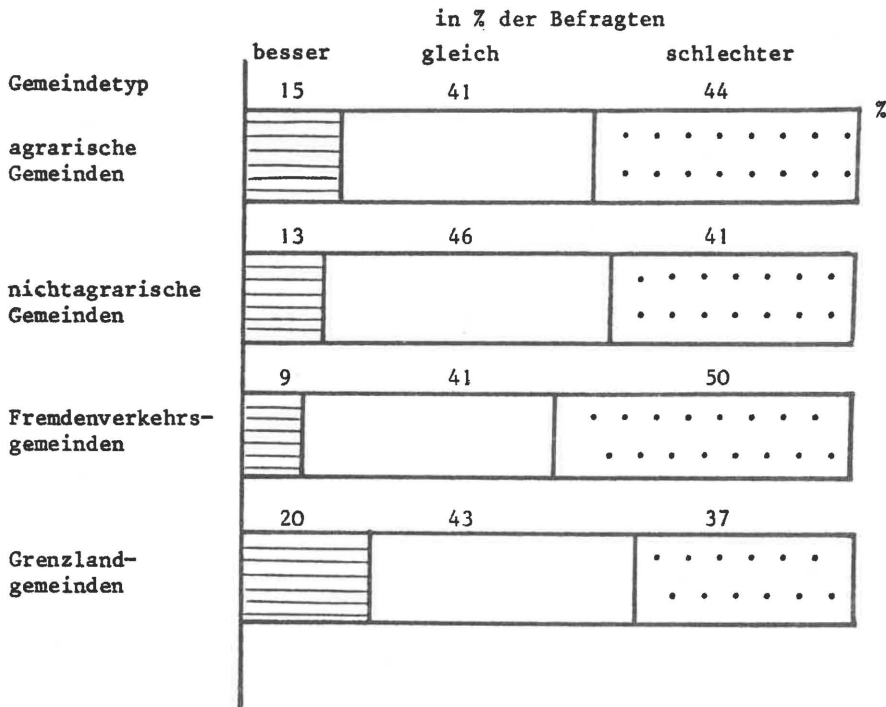 in % der Befragten
besser gleich schlechter
Gemeindetyp 15 41 44
%
agrarische
Gemeinden
13 46 41
nichtagrarische
Gemeinden
9 41 50
Fremdenverkehrs-
gemeinden
20 43 37
Grenzland-
gemeinden